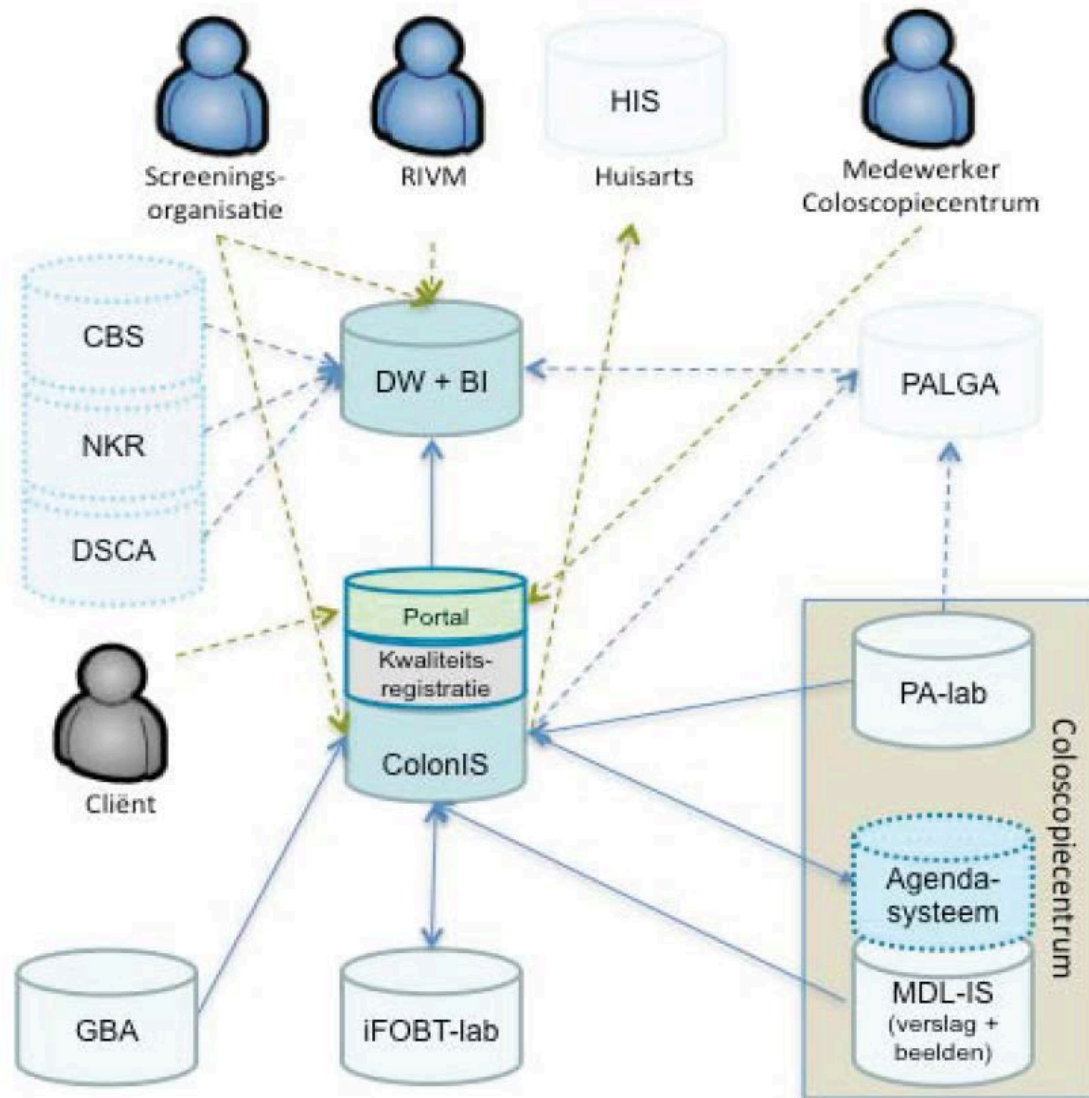 HIS
Screenings-
organisatie
RIVM
Huisarts
Medewerker
Coloscopiecentrum
CBS
NKR
DSCA
DW + BI
PALGA
Portal
Kwaliteits-
registratie
ColonIS
Cliënt
PA-lab
Coloscopiecentrum
Agenda-
systeem
MDL-IS
(verslag +
beelden)
GBA
iFOBT-lab